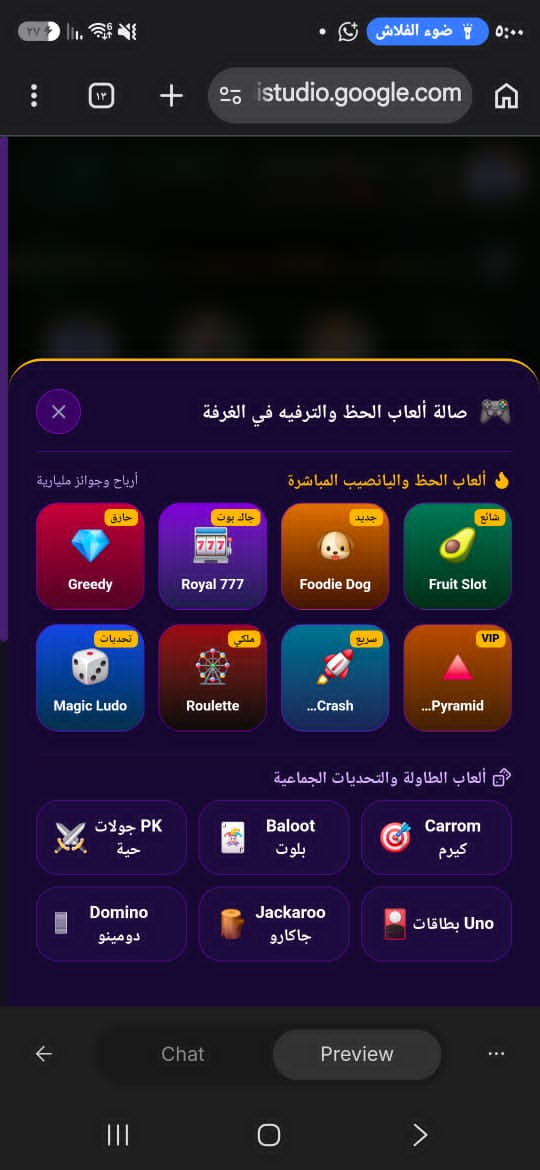 ٥:٠٠
ضوء الفلاش
٢٧
istudio.google.com
١٣
صالة ألعاب الحظ والترفيه في الغرفة
ألعاب الحظ واليانصيب المباشرة
أرباح وجوائز مليارية
شائع
جديد
جاك بوت
حارق
777
Fruit Slot
Foodie Dog
Royal 777
Greedy
VIP
سريع
ملكي
تحديات
Pyramid...
Crash...
Roulette
Magic Ludo
ألعاب الطاولة والتحديات الجماعية
Carrom
كيرم
Baloot
بلوت
PK جولات
حية
Uno بطاقات
Jackaroo
جاكارو
Domino
دومينو
Chat
Preview